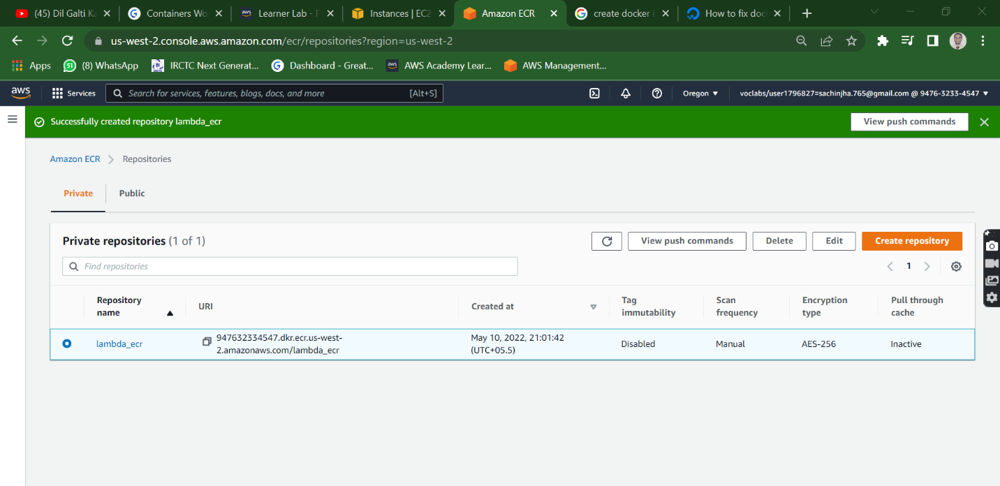 (45) Dil Galti Ka
Containers Wo
Learner Lab - F
Instances | EC2
Amazon ECR
create docker i
How to fix doc
us-west-2.console.aws.amazon.com/ecr/repositories?region=us-west-2
Apps
(8) WhatsApp
IRCTC Next Generat...
Dashboard - Great...
AWS Academy Lear...
AWS Management...
aws
Services
Search for services, features, blogs, docs, and more
[Alt+S]
Oregon
voclabs/user1796827=sachinjha.765@gmail.com @ 9476-3233-4547
Successfully created repository lambda_ecr
View push commands
Amazon ECR
Repositories
Private
Public
Private repositories (1 of 1)
View push commands
Delete
Edit
Create repository
Find repositories
1
Repository
name
URI
Created at
Tag
immutability
Scan
frequency
Encryption
type
Pull through
cache
lambda_ecr
947632334547.dkr.ecr.us-west-
2.amazonaws.com/lambda_ecr
May 10, 2022, 21:01:42
(UTC+05.5)
Disabled
Manual
AES-256
Inactive